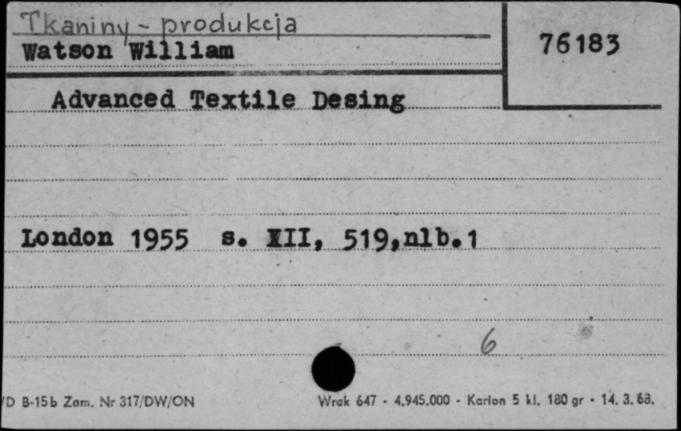 Tkaniny - produkcja
Watson William
76183
Advanced Textile Desing
London 1955 s. XII, 519,nlb.1
6
/D B-15b Zam. Nr 317/DW/ON
Wrak 647 - 4.945.000 - Karton 5 kl. 180 gr - 14. 3. 68.